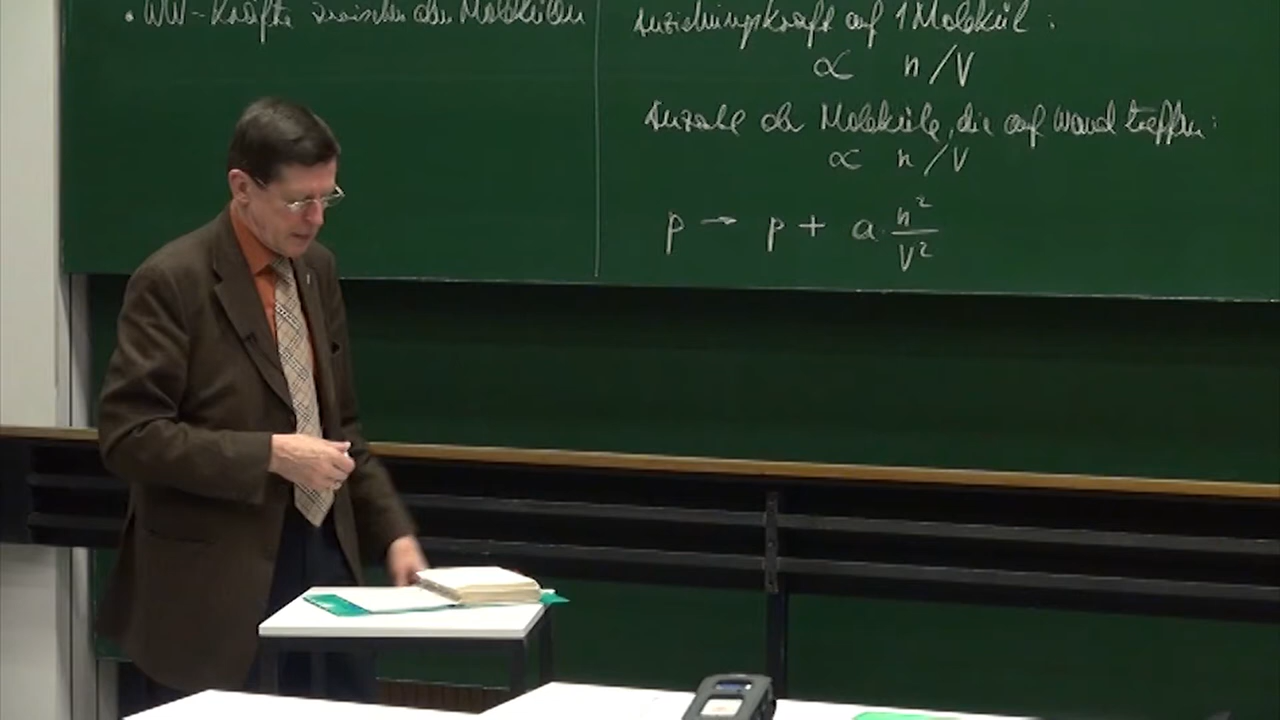 • WW-Kräfte zwischen den Molekülen
Anziehungskraft auf 1 Molekül:
∝ n/V
Anzahl der Moleküle, die auf Wand treffen:
∝ n/V
p → p + a · n²/V²